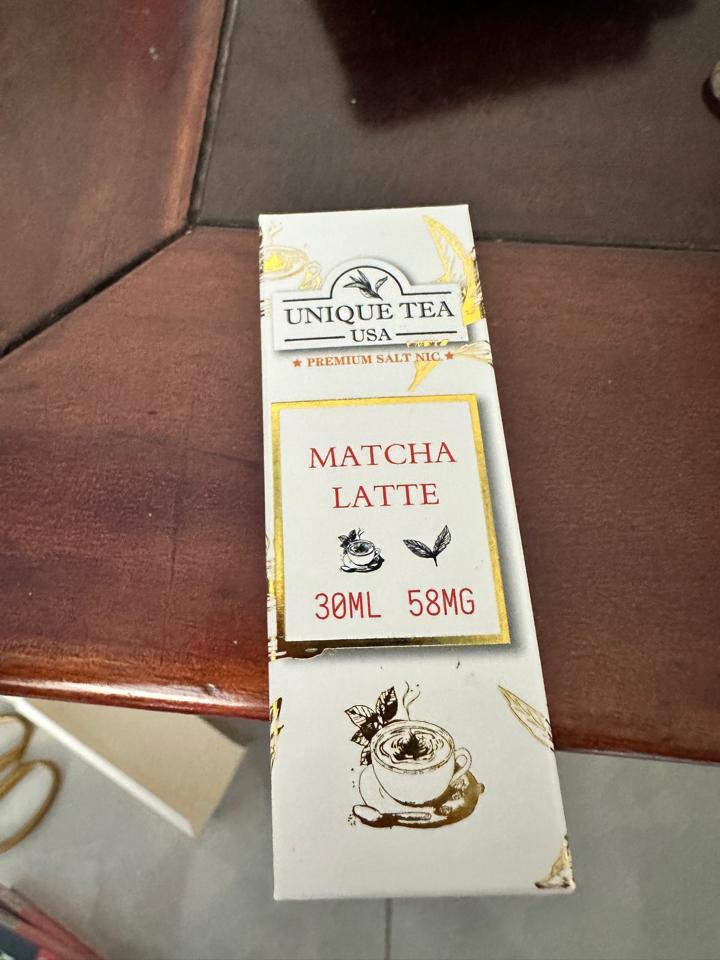 UNIQUE TEA
USA
★ PREMIUM SALT NIC ★
MATCHA
LATTE
30ML 58MG